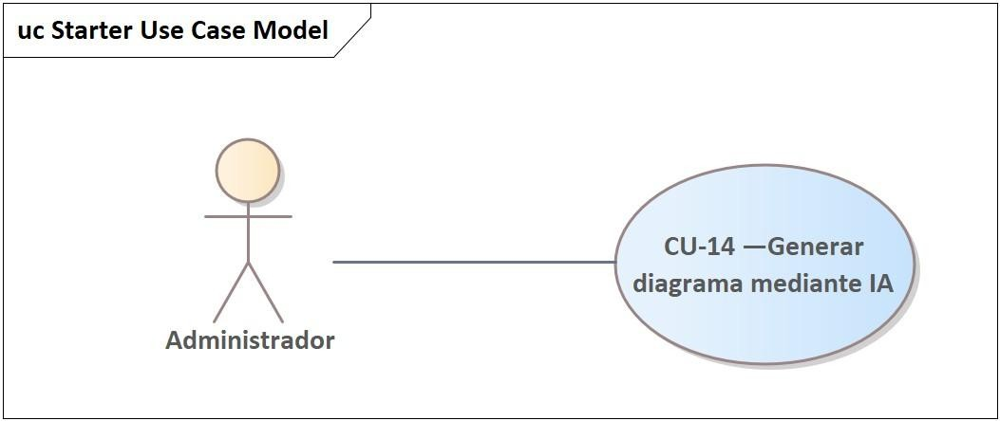 uc Starter Use Case Model
CU-14 —Generar
diagrama mediante IA
Administrador